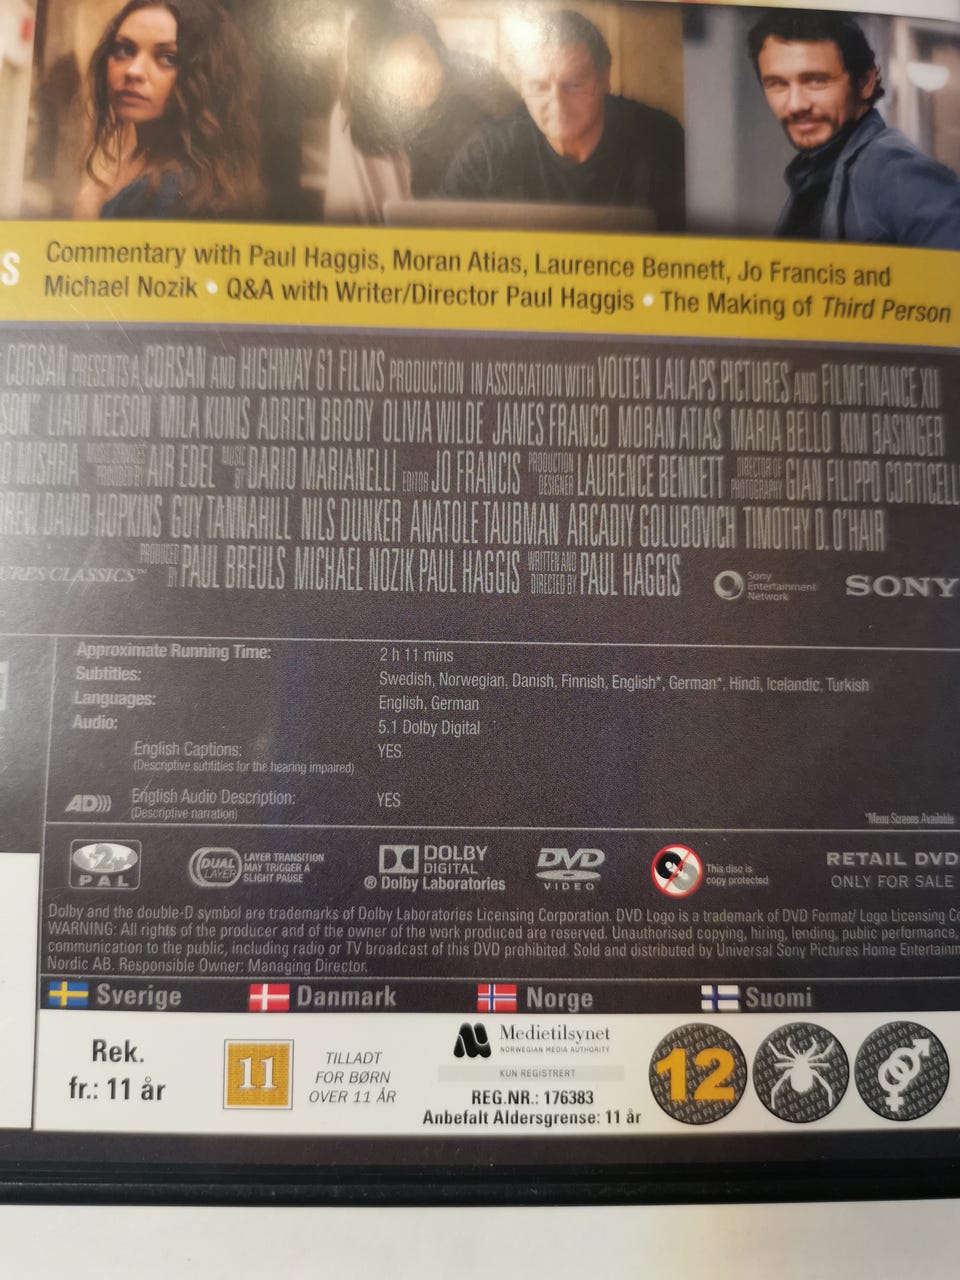 S
Commentary with Paul Haggis, Moran Atias, Laurence Bennett, Jo Francis and
Michael Nozik • Q&A with Writer/Director Paul Haggis • The Making of Third Person
CORSAN PRESENTS A CORSAN AND HIGHWAY 61 FILMS PRODUCTION IN ASSOCIATION WITH VOLTEN LAILAPS PICTURES AND FILMFINANCE XII
LIAM NEESON MILA KUNIS ADRIEN BRODY OLIVIA WILDE JAMES FRANCO MORAN ATIAS MARIA BELLO KIM BASINGER
MUSIC SERVICES PROVIDED BY AIR EDEL MUSIC BY DARIO MARIANELLI EDITOR JO FRANCIS PRODUCTION DESIGNER LAURENCE BENNETT DIRECTOR OF PHOTOGRAPHY GIAN FILIPPO CORTICELL
DAVID HOPKINS GUY TANNAHILL NILS DUNKER ANATOLE TAUBMAN ARCADIY GOLUBOVICH TIMOTHY D. O'HAIR
PRODUCED BY PAUL BREULS MICHAEL NOZIK PAUL HAGGIS WRITTEN AND DIRECTED BY PAUL HAGGIS
URES CLASSICS™
Sony
Entertainment
Network
SONY
Approximate Running Time: 2 h 11 mins
Subtitles: Swedish, Norwegian, Danish, Finnish, English*, German*, Hindi, Icelandic, Turkish
Languages: English, German
Audio: 5.1 Dolby Digital
English Captions: YES
(Descriptive subtitles for the hearing impaired)
AD))) English Audio Description: YES
(Descriptive narration)
*Menu Screens Available
2
PAL
DUAL
LAYER
LAYER TRANSITION
MAY TRIGGER A
SLIGHT PAUSE
DOLBY
DIGITAL
® Dolby Laboratories
DVD
VIDEO
This disc is
copy protected
RETAIL DVD
ONLY FOR SALE
Dolby and the double-D symbol are trademarks of Dolby Laboratories Licensing Corporation. DVD Logo is a trademark of DVD Format/ Logo Licensing Co
WARNING: All rights of the producer and of the owner of the work produced are reserved. Unauthorised copying, hiring, lending, public performance,
communication to the public, including radio or TV broadcast of this DVD prohibited. Sold and distributed by Universal Sony Pictures Home Entertainm
Nordic AB. Responsible Owner: Managing Director.
Sverige Danmark Norge Suomi
Rek.
fr.: 11 år
11
TILLADT
FOR BØRN
OVER 11 ÅR
Medietilsynet
NORWEGIAN MEDIA AUTHORITY
KUN REGISTRERT
REG.NR.: 176383
Anbefalt Aldersgrense: 11 år
12